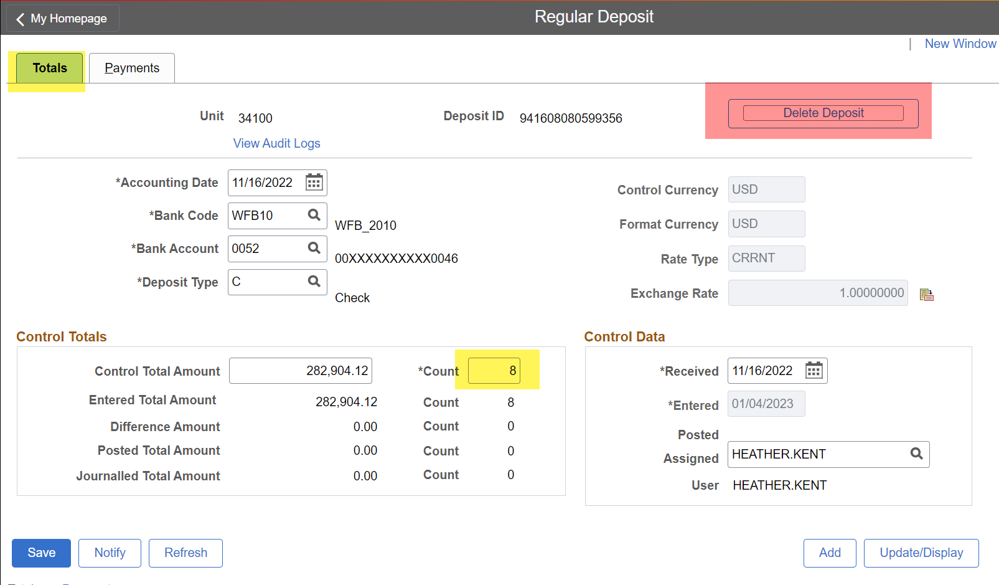 My Homepage
Regular Deposit
| New Window
Totals
Payments
Unit 34100
Deposit ID 941608080599356
Delete Deposit
View Audit Logs
*Accounting Date 11/16/2022
*Bank Code WFB10 WFB_2010
*Bank Account 0052 00XXXXXXXXXX0046
*Deposit Type C Check
Control Currency USD
Format Currency USD
Rate Type CRRNT
Exchange Rate 1.00000000
Control Totals
Control Total Amount 282,904.12 *Count 8
Entered Total Amount 282,904.12 Count 8
Difference Amount 0.00 Count 0
Posted Total Amount 0.00 Count 0
Journalled Total Amount 0.00 Count 0
Control Data
*Received 11/16/2022
*Entered 01/04/2023
Posted
Assigned HEATHER.KENT
User HEATHER.KENT
Save
Notify
Refresh
Add
Update/Display